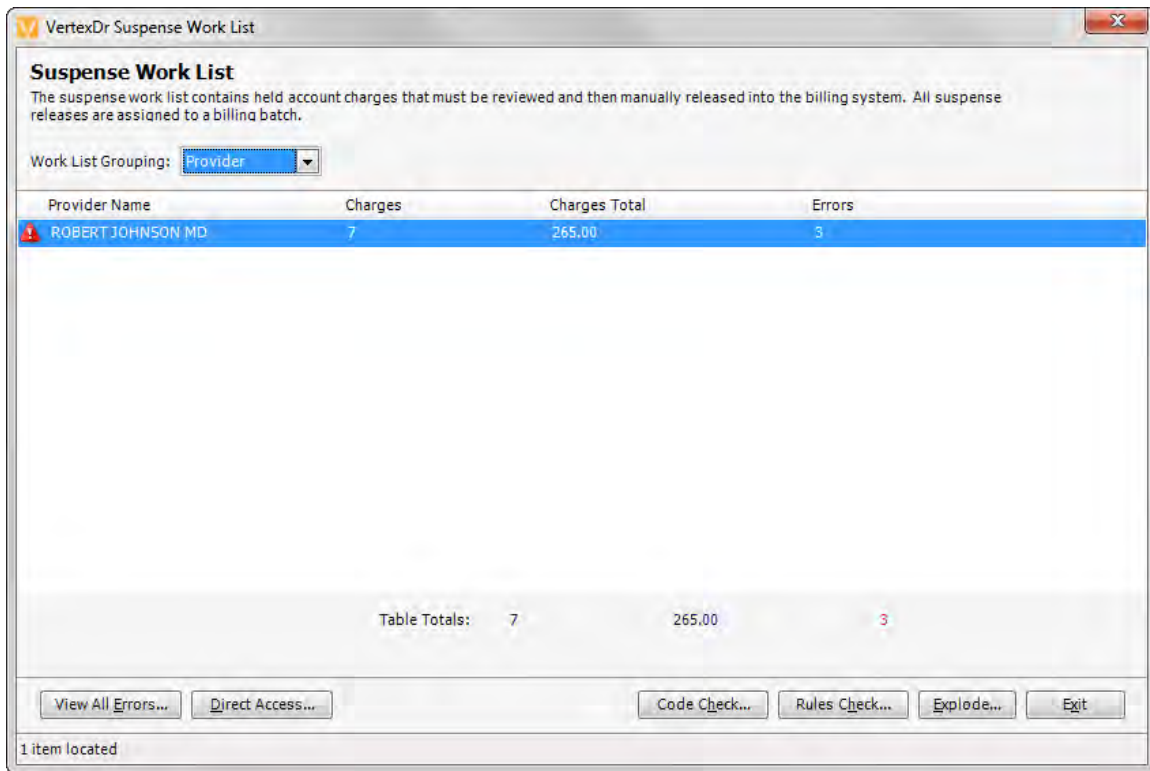 VertexDr Suspense Work List
Suspense Work List
The suspense work list contains held account charges that must be reviewed and then manually released into the billing system. All suspense
releases are assigned to a billing batch.
Work List Grouping: Provider
Provider Name Charges Charges Total Errors
ROBERT JOHNSON MD 7 265.00 3
Table Totals: 7 265.00 3
View All Errors... Direct Access... Code Check... Rules Check... Explode... Exit
1 item located